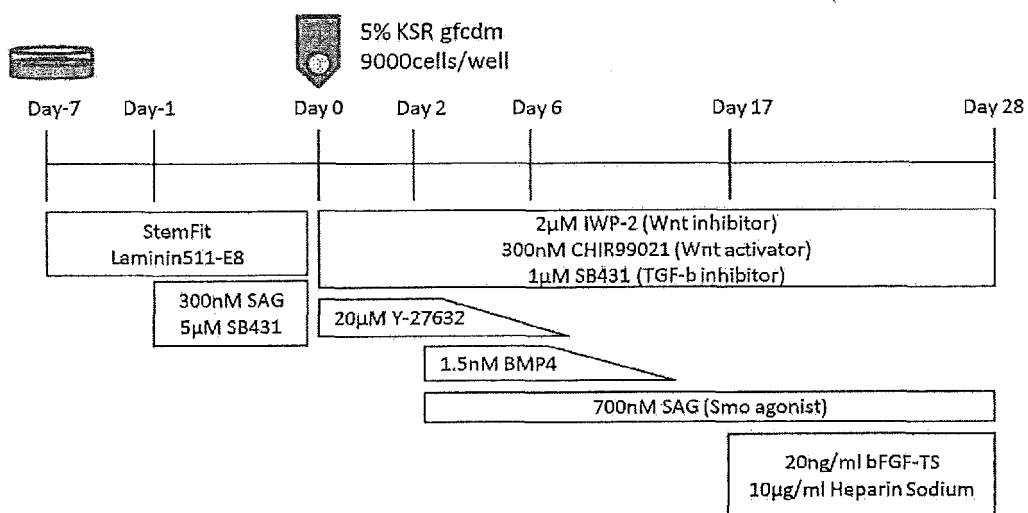 5% KSR gfcdm
9000cells/well
Day-7 Day-1 Day 0 Day 2 Day 6 Day 17 Day 28
StemFit
Laminin511-E8
2μM IWP-2 (Wnt inhibitor)
300nM CHIR99021 (Wnt activator)
1μM SB431 (TGF-b inhibitor)
300nM SAG
5μM SB431
20μM Y-27632
1.5nM BMP4
700nM SAG (Smo agonist)
20ng/ml bFGF-TS
10μg/ml Heparin Sodium